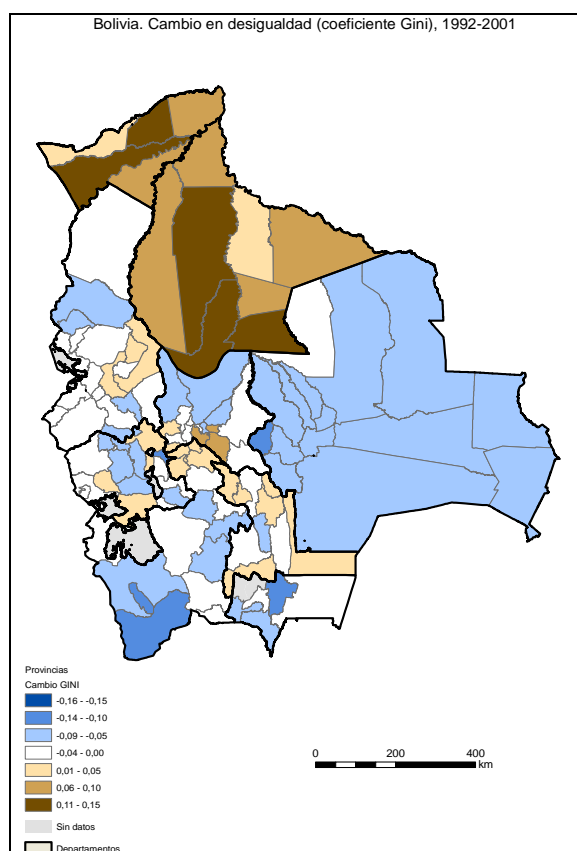 Bolivia. Cambio en desigualdad (coeficiente Gini), 1992-2001
Provincias
Cambio GINI
-0,16 - -0,15
-0,14 - -0,10
-0,09 - -0,05
-0,04 - 0,00
0,01 - 0,05
0,06 - 0,10
0,11 - 0,15
Sin datos
Departamentos
0 200 400
km